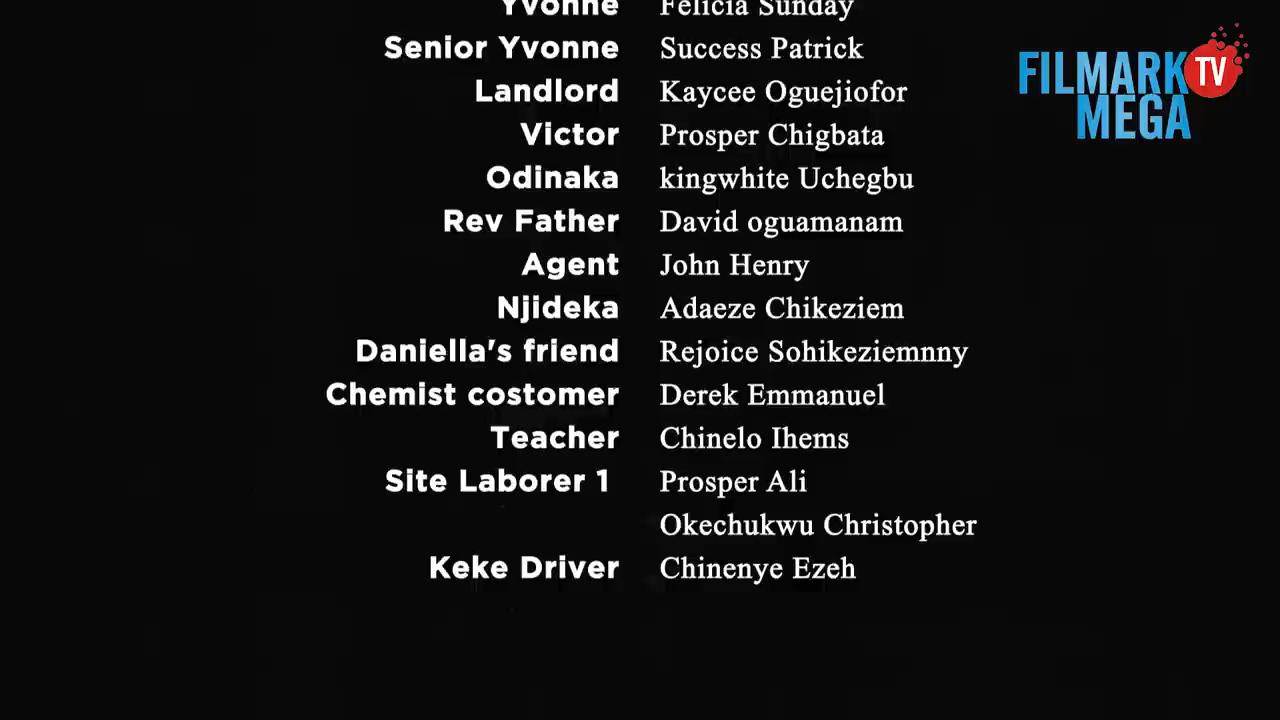 Yvonne Felicia Sunday
Senior Yvonne Success Patrick
Landlord Kaycee Oguejiofor
Victor Prosper Chigbata
Odinaka kingwhite Uchegbu
Rev Father David oguamanam
Agent John Henry
Njideka Adaeze Chikeziem
Daniella's friend Rejoice Sohikeziemnny
Chemist costomer Derek Emmanuel
Teacher Chinelo Ihems
Site Laborer 1 Prosper Ali
Okechukwu Christopher
Keke Driver Chinenye Ezeh
FILMARK TV
MEGA